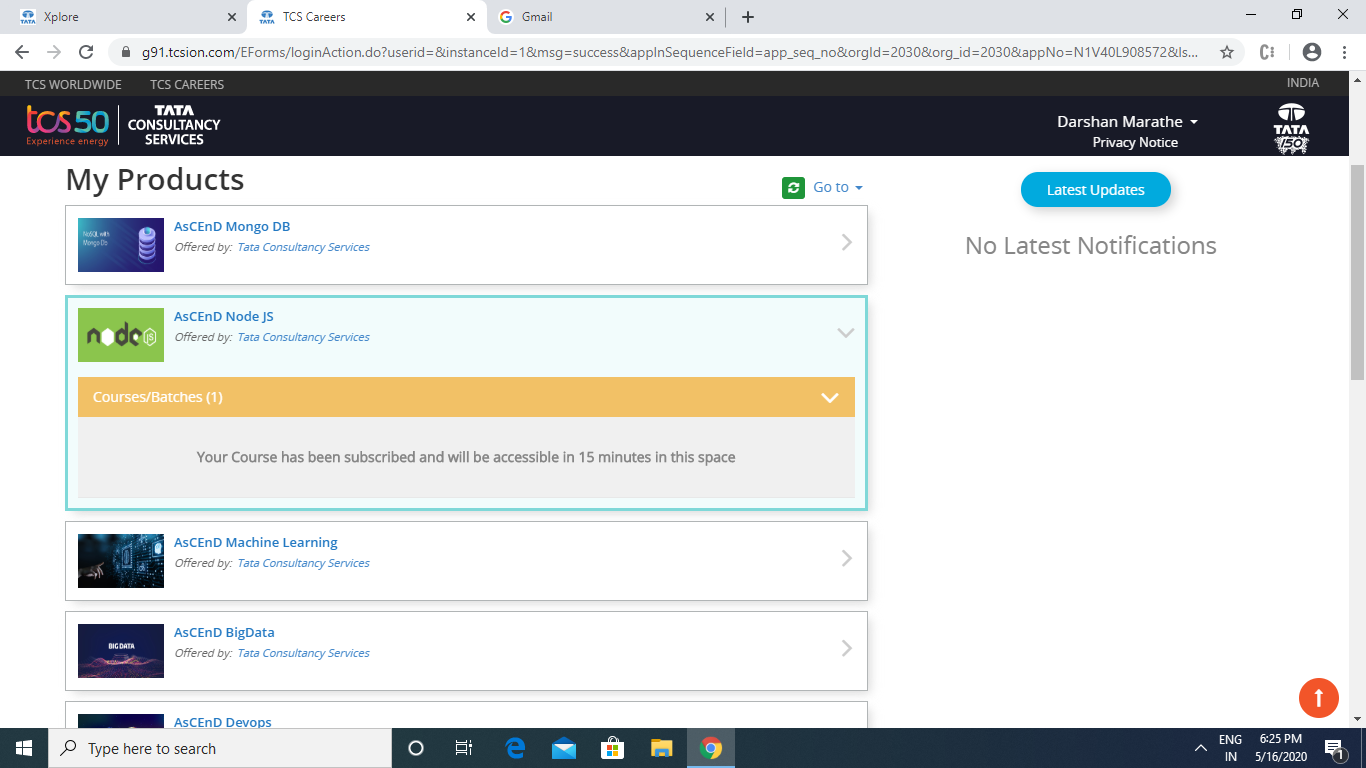 Xplore
TCS Careers
Gmail
g91.tcsion.com/EForms/loginAction.do?userid=&instanceId=1&msg=success&appInSequenceField=app_seq_no&orgId=2030&org_id=2030&appNo=N1V40L908572&Is...
TCS WORLDWIDE TCS CAREERS INDIA
tcs 50
Experience energy
TATA
CONSULTANCY
SERVICES
Darshan Marathe
Privacy Notice
TATA
150
My Products
Go to
Latest Updates
No Latest Notifications
NoSQL with
Mongo Db
AsCEnD Mongo DB
Offered by: Tata Consultancy Services
node JS
AsCEnD Node JS
Offered by: Tata Consultancy Services
Courses/Batches (1)
Your Course has been subscribed and will be accessible in 15 minutes in this space
AsCEnD Machine Learning
Offered by: Tata Consultancy Services
BIG DATA
AsCEnD BigData
Offered by: Tata Consultancy Services
AsCEnD Devops
Type here to search
ENG
IN
6:25 PM
5/16/2020
1